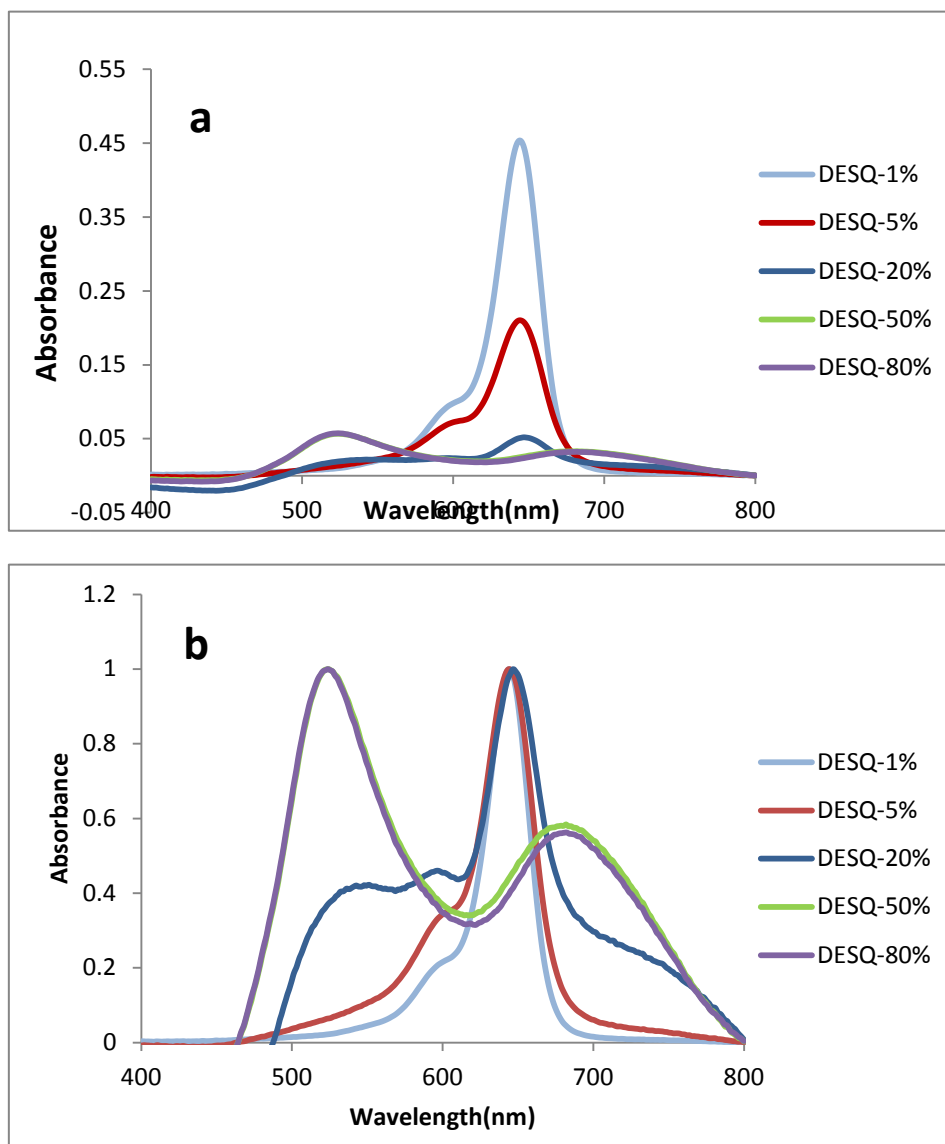 a
0.55
0.45
0.35
0.25
0.15
0.05
-0.05
Absorbance
400 500 600 700 800
Wavelength(nm)
DESQ-1%
DESQ-5%
DESQ-20%
DESQ-50%
DESQ-80%
b
1.2
1
0.8
0.6
0.4
0.2
0
Absorbance
400 500 600 700 800
Wavelength(nm)
DESQ-1%
DESQ-5%
DESQ-20%
DESQ-50%
DESQ-80%